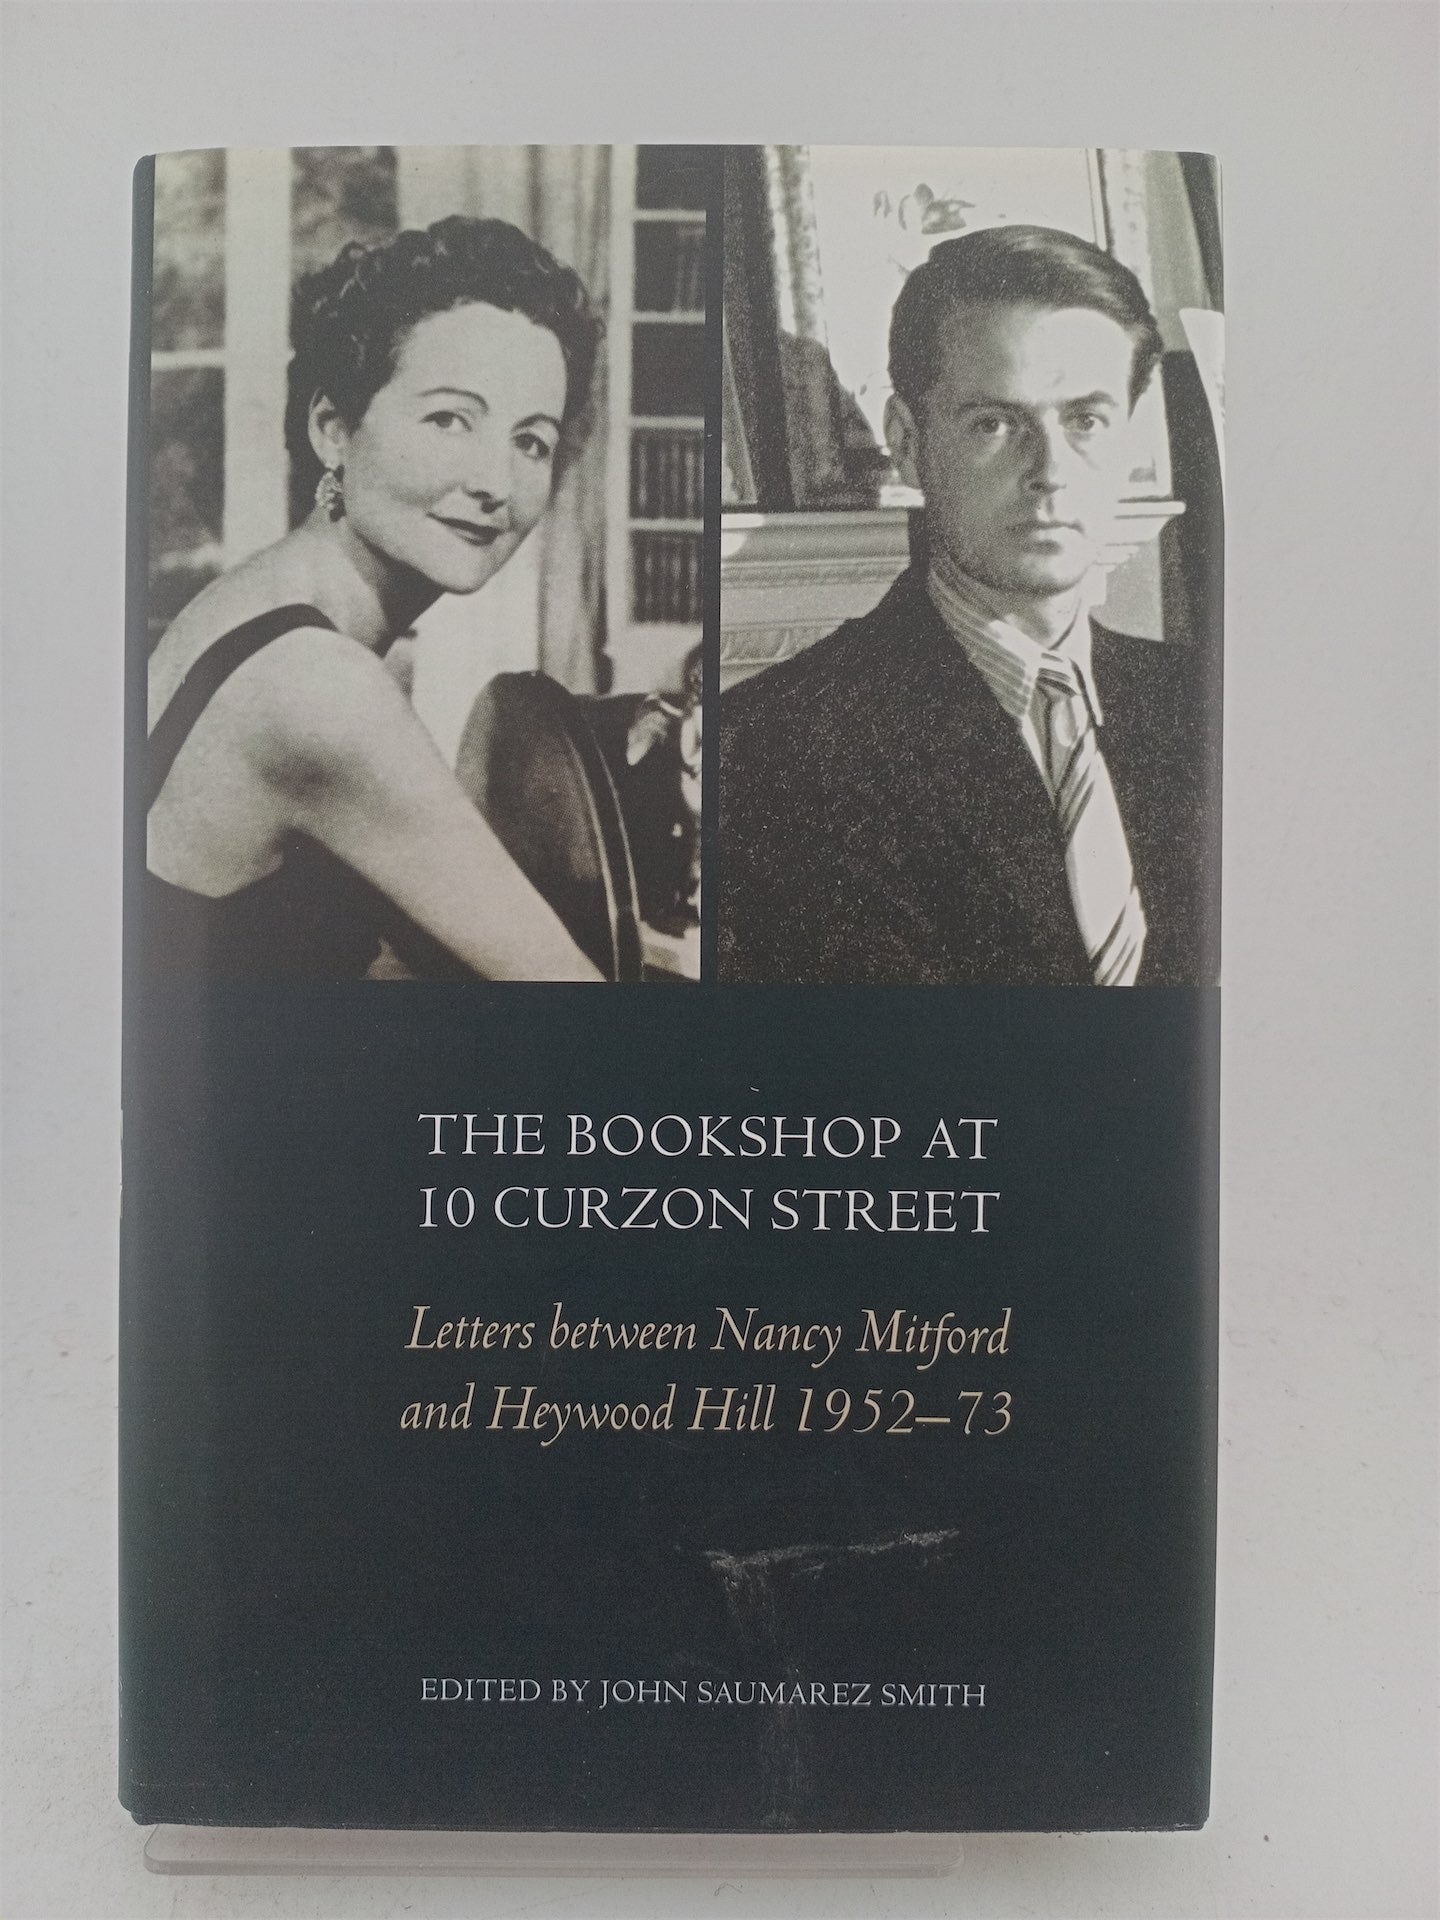 THE BOOKSHOP AT
10 CURZON STREET
Letters between Nancy Mitford
and Heywood Hill 1952–73
EDITED BY JOHN SAUMAREZ SMITH